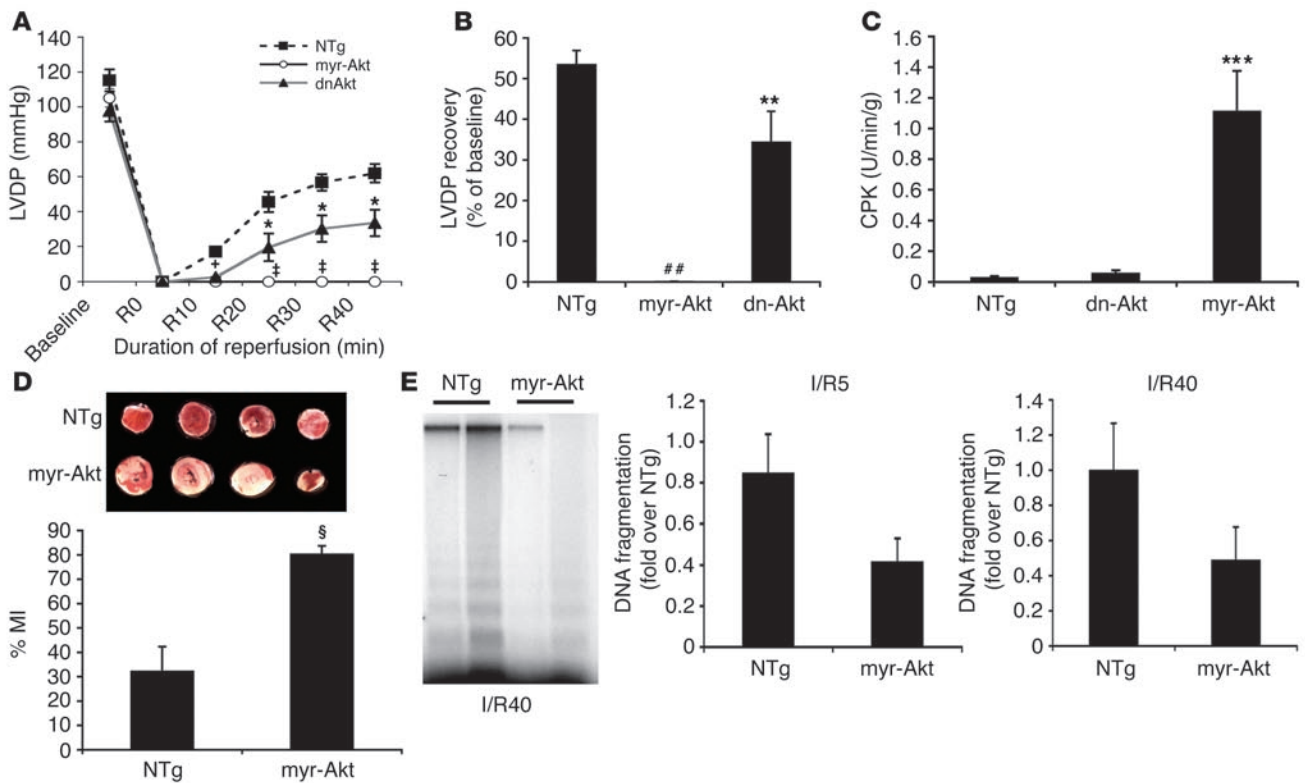 A
LVDP (mmHg)
140
120
100
80
60
40
20
0
NTg
myr-Akt
dnAkt
* * *
+ ‡ ‡ ‡
Baseline R0 R10 R20 R30 R40
Duration of reperfusion (min)
B
LVDP recovery
(% of baseline)
60
50
40
30
20
10
0
##
**
NTg myr-Akt dn-Akt
C
CPK (U/min/g)
1.6
1.4
1.2
1.0
0.8
0.6
0.4
0.2
0
***
NTg dn-Akt myr-Akt
D
NTg
myr-Akt
% MI
90
80
70
60
50
40
30
20
10
0
§
NTg myr-Akt
E
NTg myr-Akt
I/R40
I/R5
DNA fragmentation
(fold over NTg)
1.2
1.0
0.8
0.6
0.4
0.2
0
NTg myr-Akt
I/R40
DNA fragmentation
(fold over NTg)
1.4
1.2
1.0
0.8
0.6
0.4
0.2
0
NTg myr-Akt